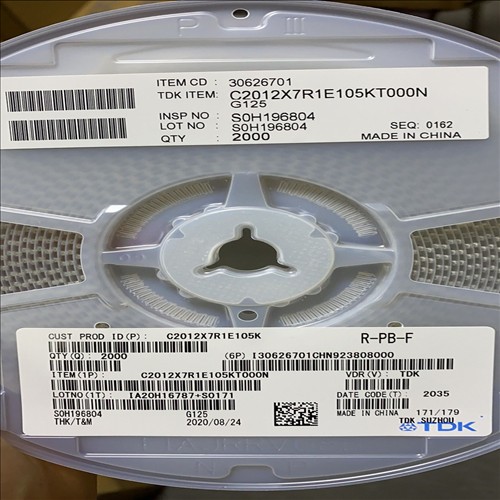 P III
ITEM CD : 30626701
TDK ITEM: C2012X7R1E105KT000N
G125
INSP NO : S0H196804
LOT NO : S0H196804
SEQ: 0162
QTY : 2000
MADE IN CHINA
CUST PROD ID(P): C2012X7R1E105K
R-PB-F
QTY(Q): 2000
(6P) I30626701CHN923808000
ITEM(1P): C2012X7R1E105KT000N
VDR(V): TDK
LOTNO(1T): IA20H16787+S0171
DATE CODE(T): 2035
S0H196804
G125
MADE IN CHINA
171/179
THK/T&M
2020/08/24
TDK SUZHOU
TDK